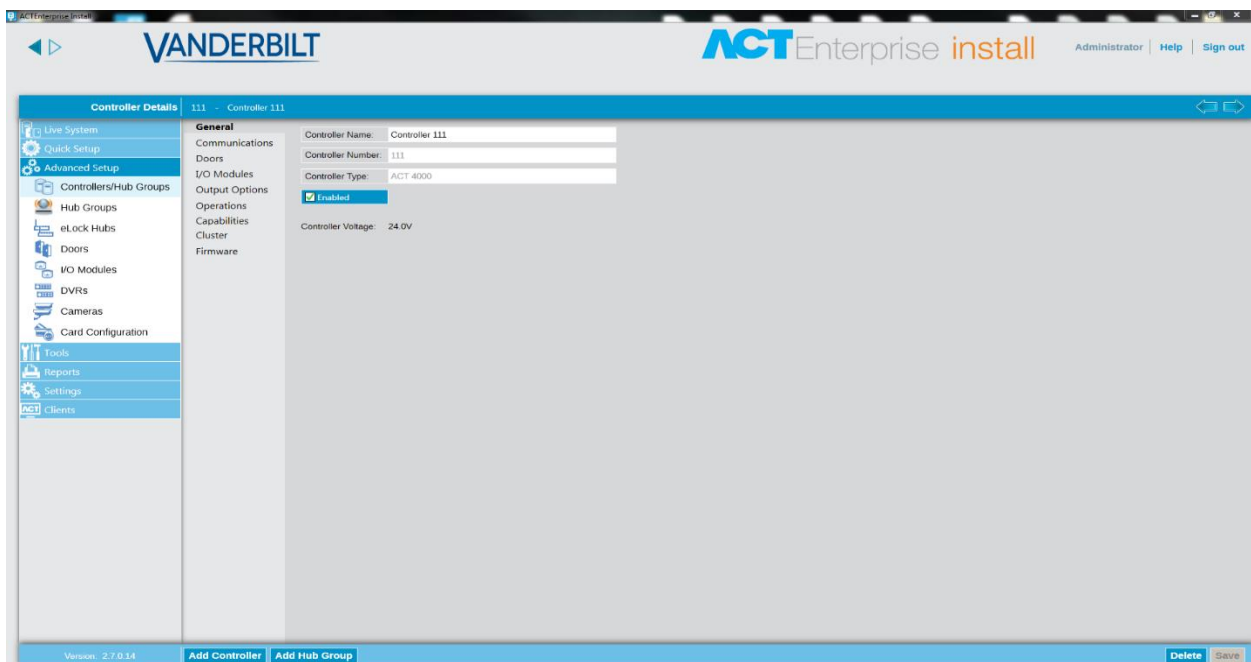 ACTEnterprise Install
VANDERBILT
ACTEnterprise install
Administrator | Help | Sign out
Controller Details
111 - Controller 111
Live System
Quick Setup
Advanced Setup
Controllers/Hub Groups
Hub Groups
eLock Hubs
Doors
I/O Modules
DVRs
Cameras
Card Configuration
Tools
Reports
Settings
ACT Clients
General
Communications
Doors
I/O Modules
Output Options
Operations
Capabilities
Cluster
Firmware
Controller Name: Controller 111
Controller Number: 111
Controller Type: ACT 4000
Enabled
Controller Voltage: 24.0V
Version: 2.7.0.14
Add Controller
Add Hub Group
Delete
Save